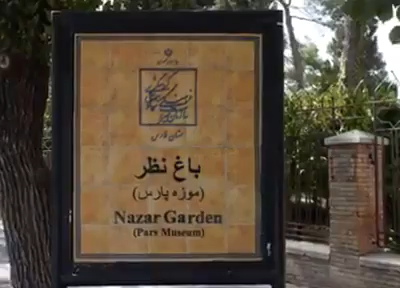 استان فارس
باغ نظر
(موزه پارس)
Nazar Garden
(Pars Museum)